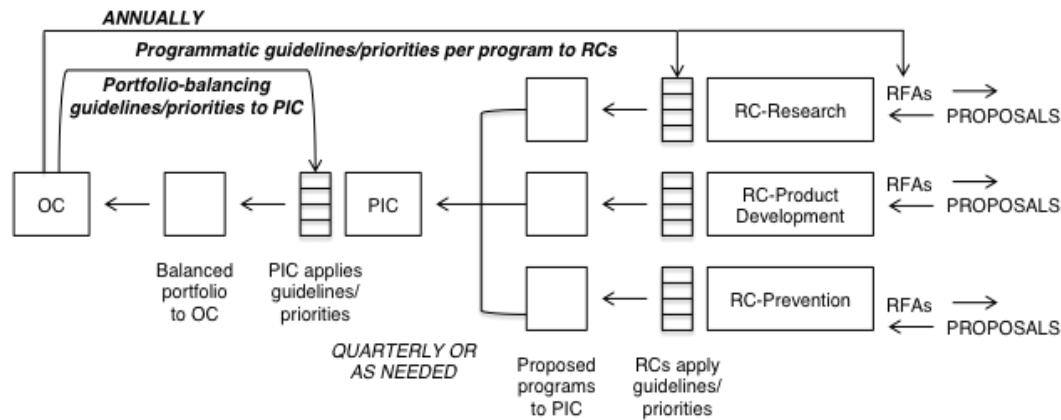 ANNUALLY
Programmatic guidelines/priorities per program to RCs
Portfolio-balancing
guidelines/priorities to PIC
RC-Research
RFAs
PROPOSALS
OC
PIC
RC-Product
Development
RFAs
PROPOSALS
Balanced
portfolio
to OC
PIC applies
guidelines/
priorities
RC-Prevention
RFAs
PROPOSALS
QUARTERLY OR
AS NEEDED
Proposed
programs
to PIC
RCs apply
guidelines/
priorities